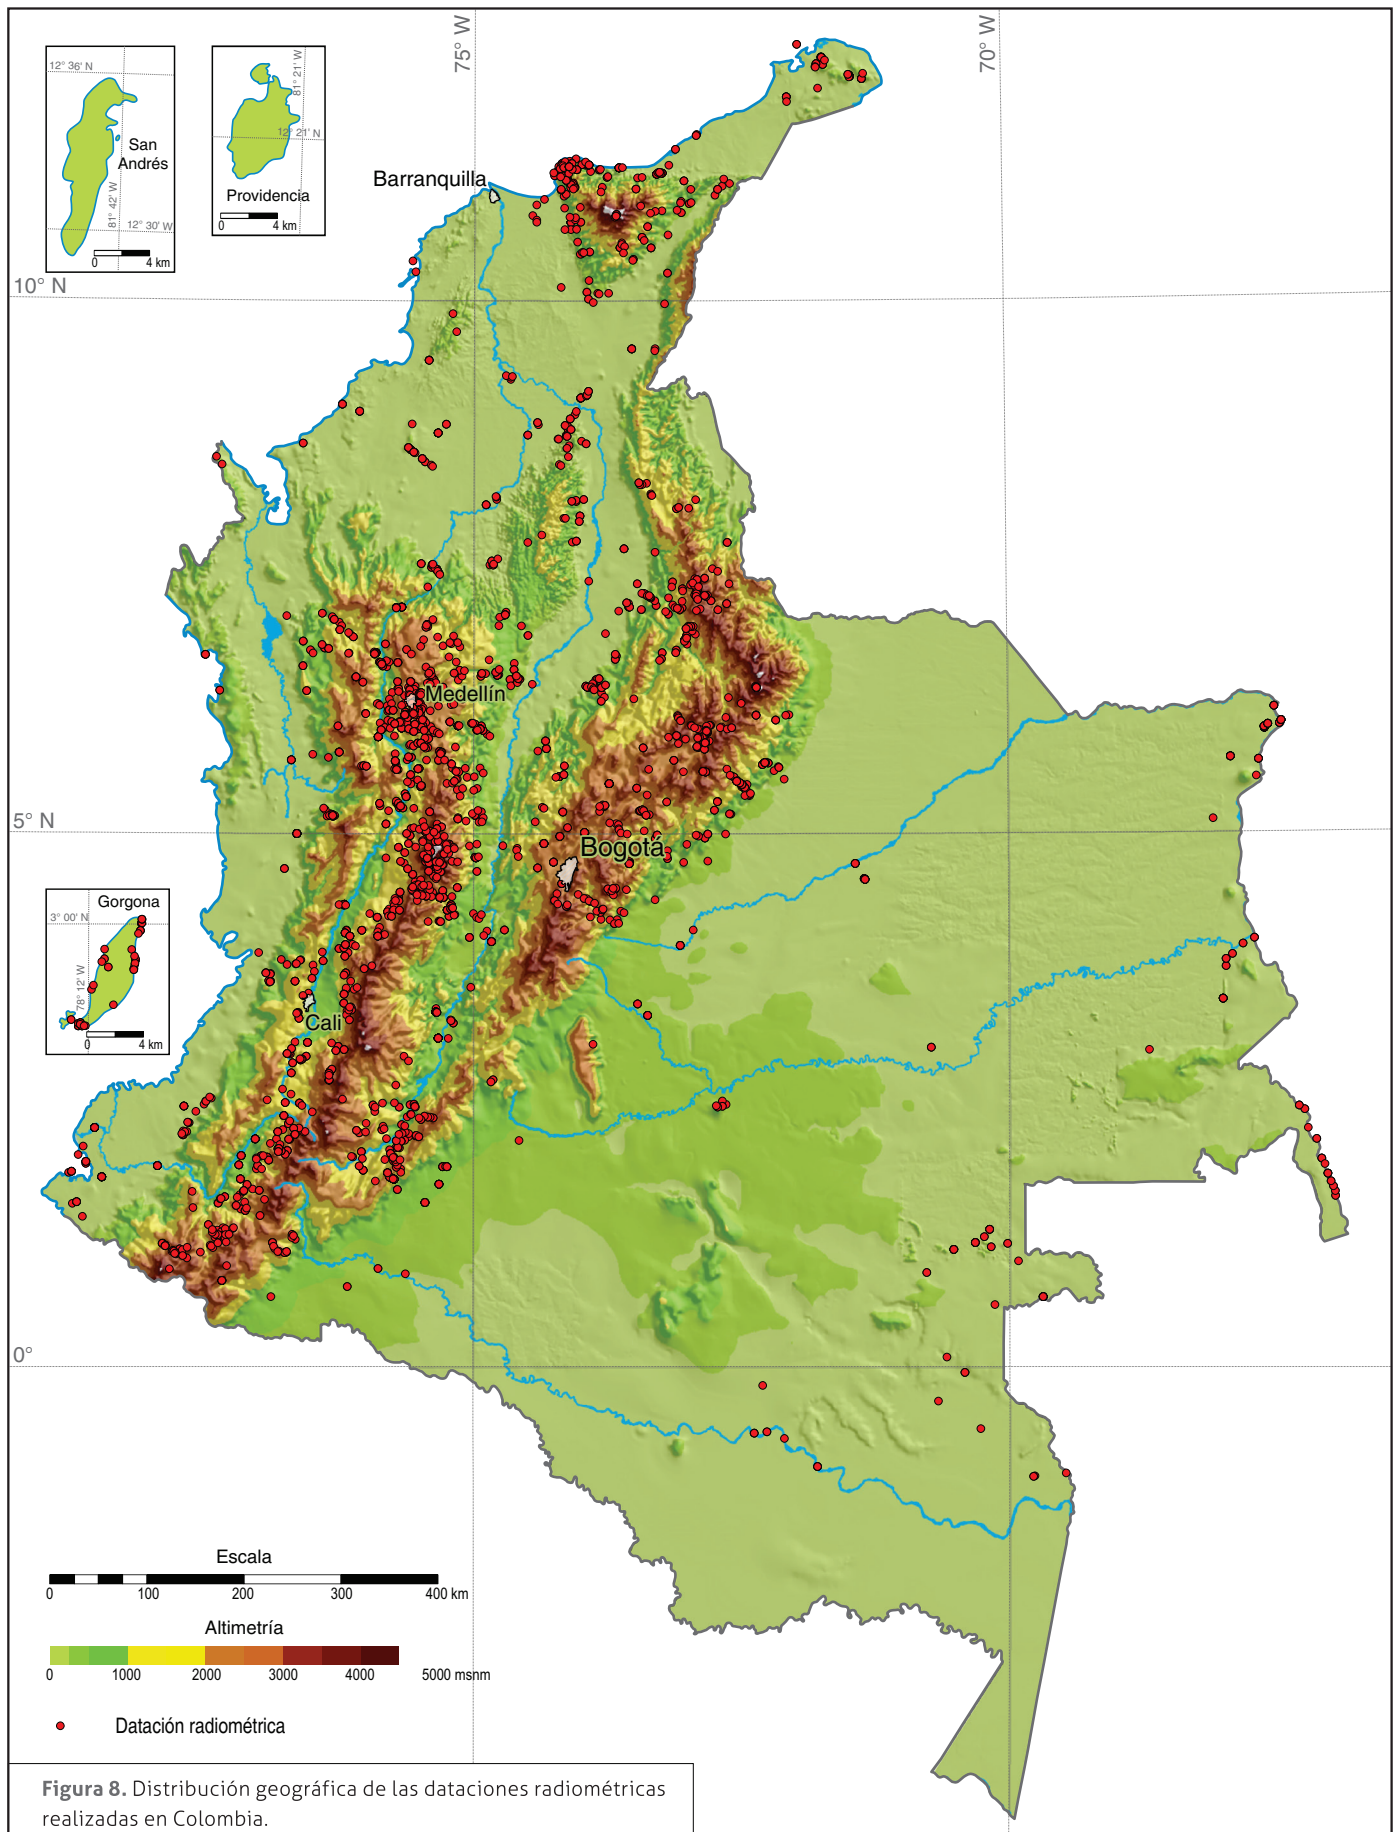 75° W
70° W
12° 36' N
San
Andrés
81° 42' W
12° 30' W
0 4 km
81° 21' W
12° 21' N
Providencia
0 4 km
Barranquilla
10° N
Medellín
5° N
Bogotá
Gorgona
3° 00' N
78° 12' W
0 4 km
Cali
0°
Escala
0 100 200 300 400 km
Altimetría
0 1000 2000 3000 4000 5000 msnm
Datación radiométrica
Figura 8. Distribución geográfica de las dataciones radiométricas
realizadas en Colombia.